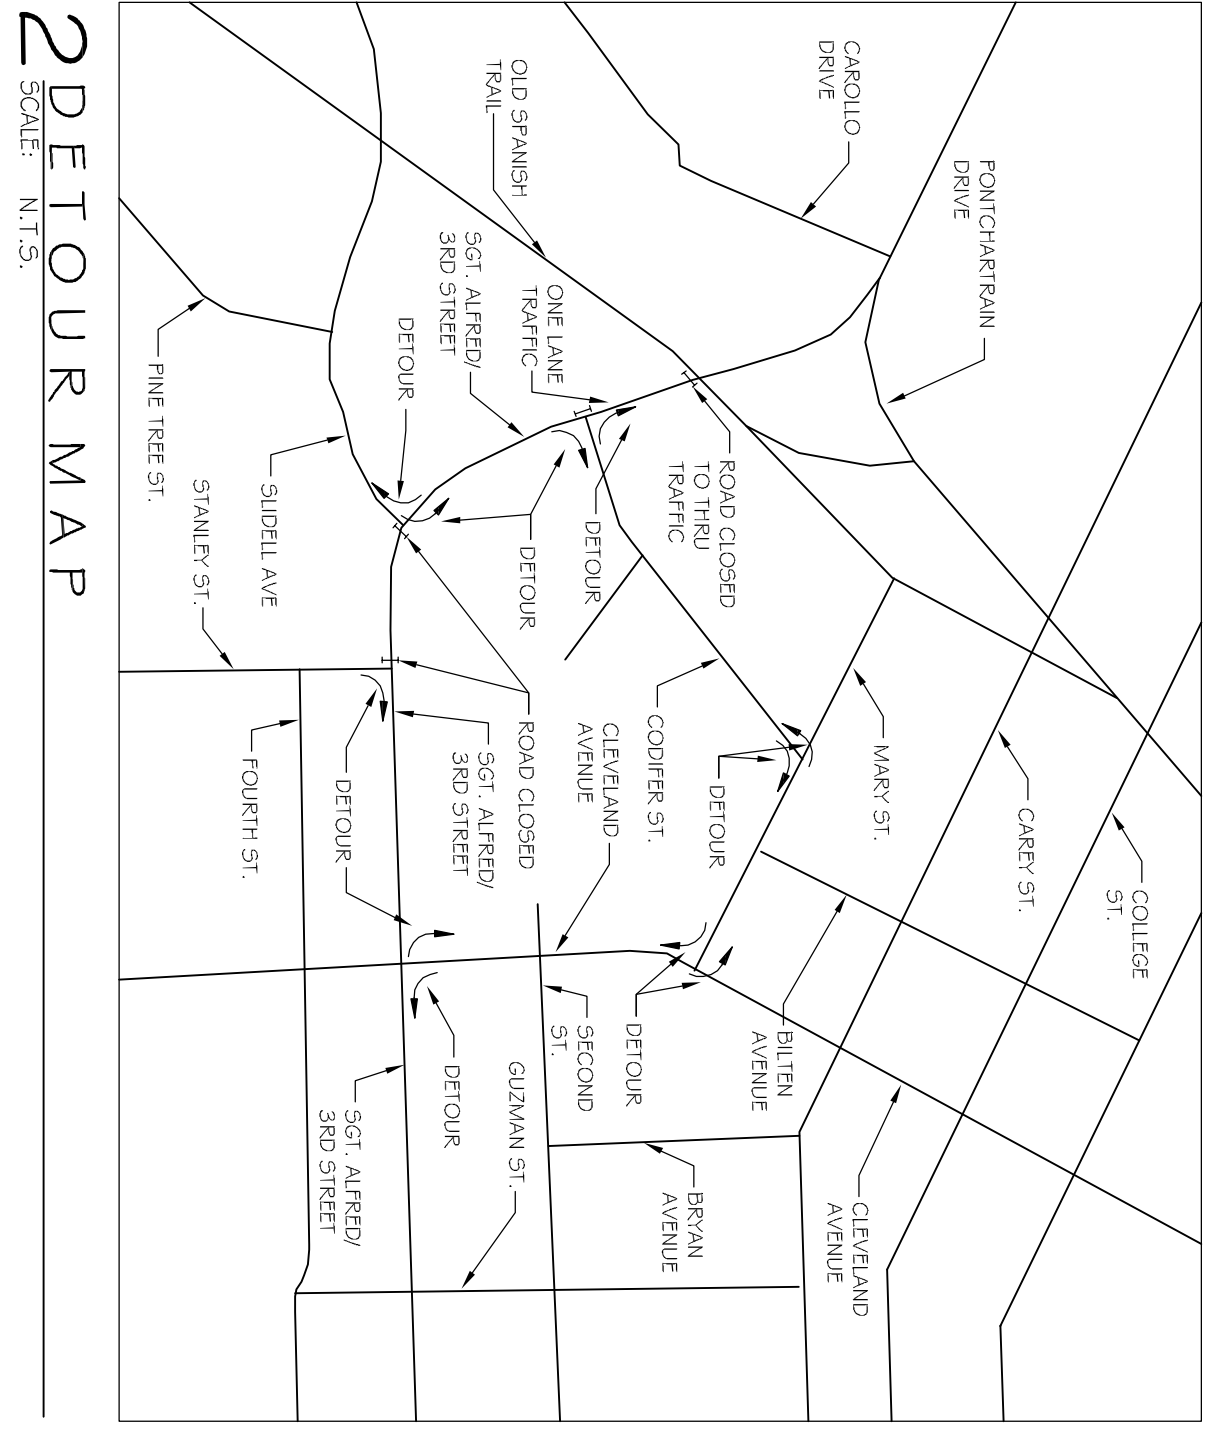 CAROLLO
DRIVE
PONTCHARTRAIN
DRIVE
OLD SPANISH
TRAIL
SGT. ALFRED/
3RD STREET
ONE LANE
TRAFFIC
DETOUR
PINE TREE ST.
SLIDELL AVE
STANLEY ST.
DETOUR
DETOUR
ROAD CLOSED
TO THRU
TRAFFIC
ROAD CLOSED
CODIFER ST.
CLEVELAND
AVENUE
DETOUR
MARY ST.
CAREY ST.
COLLEGE
ST.
SGT. ALFRED/
3RD STREET
DETOUR
FOURTH ST.
BILTEN
AVENUE
DETOUR
SECOND
ST.
DETOUR
GUZMAN ST.
SGT. ALFRED/
3RD STREET
BRYAN
AVENUE
CLEVELAND
AVENUE
2 DETOUR MAP
SCALE: N.T.S.